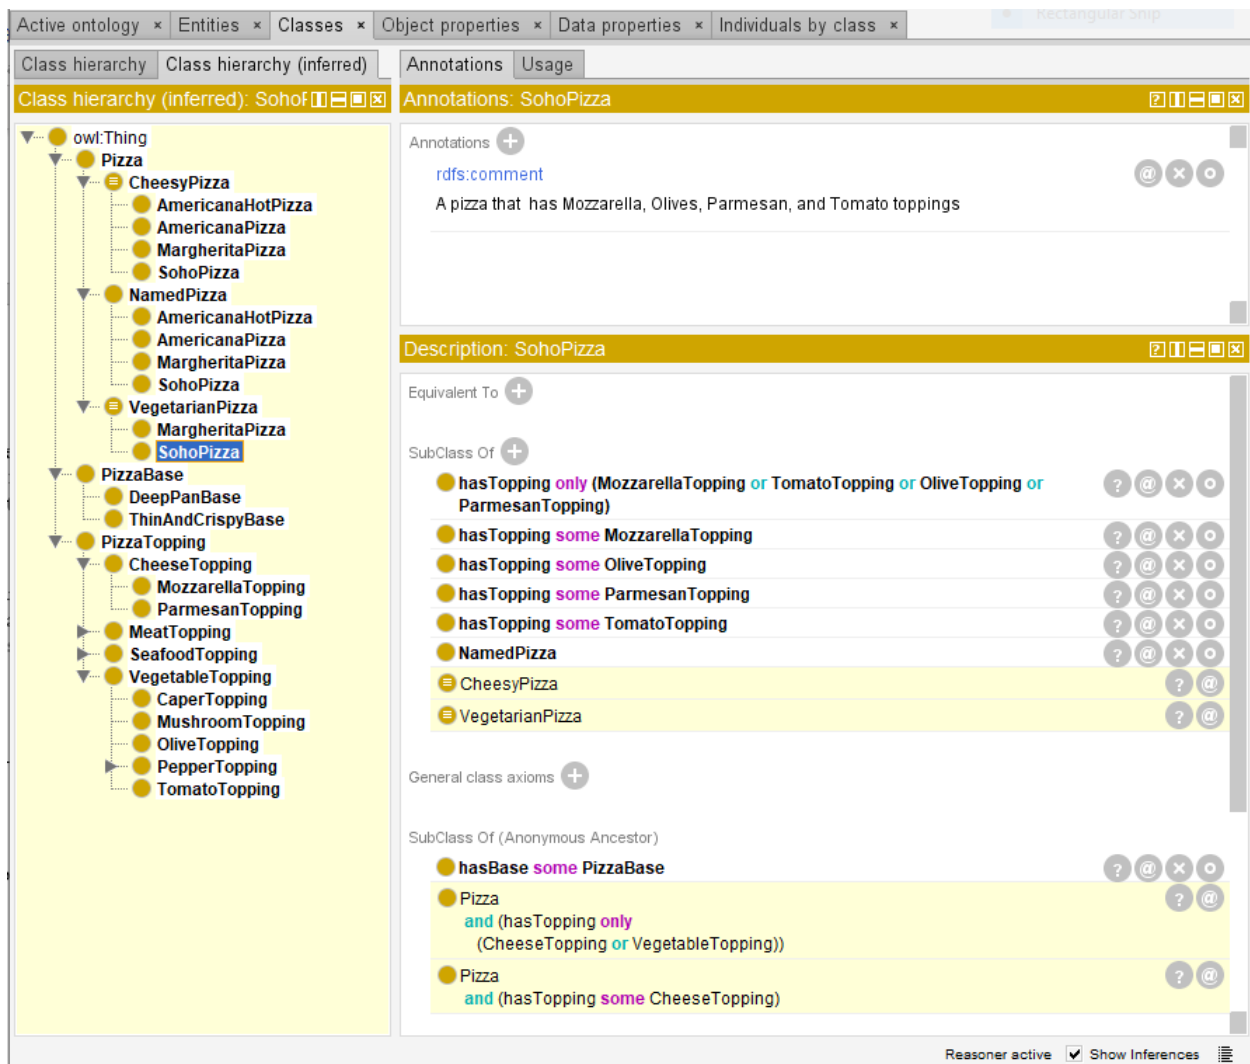 Rectangular Snip
Active ontology × Entities × Classes × Object properties × Data properties × Individuals by class ×
Class hierarchy Class hierarchy (inferred)
Annotations Usage
Class hierarchy (inferred): SohoP
Annotations: SohoPizza
owl:Thing
Pizza
CheesyPizza
AmericanaHotPizza
AmericanaPizza
MargheritaPizza
SohoPizza
NamedPizza
AmericanaHotPizza
AmericanaPizza
MargheritaPizza
SohoPizza
VegetarianPizza
MargheritaPizza
SohoPizza
PizzaBase
DeepPanBase
ThinAndCrispyBase
PizzaTopping
CheeseTopping
MozzarellaTopping
ParmesanTopping
MeatTopping
SeafoodTopping
VegetableTopping
CaperTopping
MushroomTopping
OliveTopping
PepperTopping
TomatoTopping
Annotations
rdfs:comment
A pizza that has Mozzarella, Olives, Parmesan, and Tomato toppings
Description: SohoPizza
Equivalent To
SubClass Of
hasTopping only (MozzarellaTopping or TomatoTopping or OliveTopping or
ParmesanTopping)
hasTopping some MozzarellaTopping
hasTopping some OliveTopping
hasTopping some ParmesanTopping
hasTopping some TomatoTopping
NamedPizza
CheesyPizza
VegetarianPizza
General class axioms
SubClass Of (Anonymous Ancestor)
hasBase some PizzaBase
Pizza
and (hasTopping only
(CheeseTopping or VegetableTopping))
Pizza
and (hasTopping some CheeseTopping)
Reasoner active Show Inferences